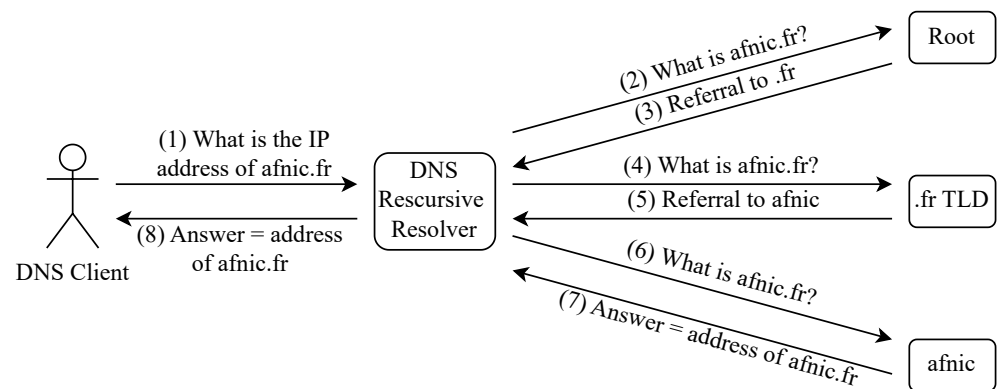 (2) What is afnic.fr?
Root
(3) Referral to .fr
(1) What is the IP
address of afnic.fr
DNS
Rescursive
Resolver
(4) What is afnic.fr?
.fr TLD
(5) Referral to afnic
(8) Answer = address
of afnic.fr
DNS Client
(6) What is afnic.fr?
(7) Answer = address of afnic.fr
afnic